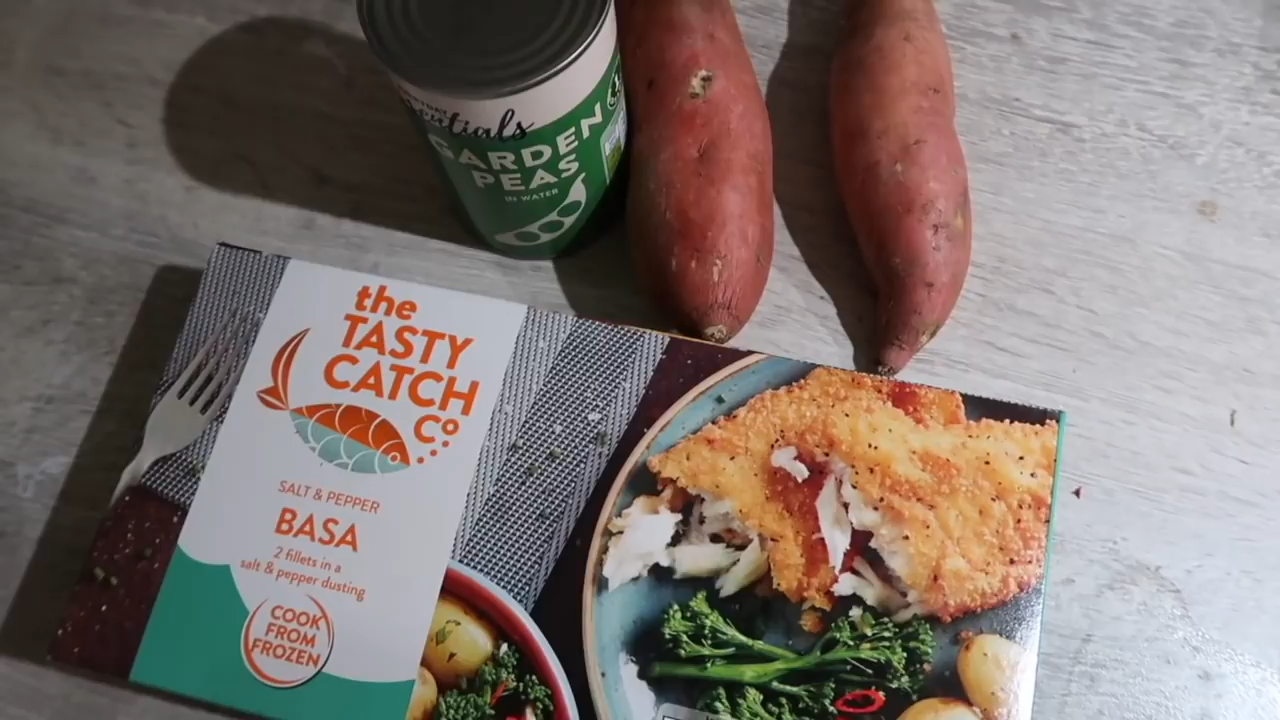 GARDEN
PEAS
IN WATER
the
TASTY
CATCH
Co
SALT & PEPPER
BASA
2 fillets in a
salt & pepper dusting
COOK
FROM
FROZEN